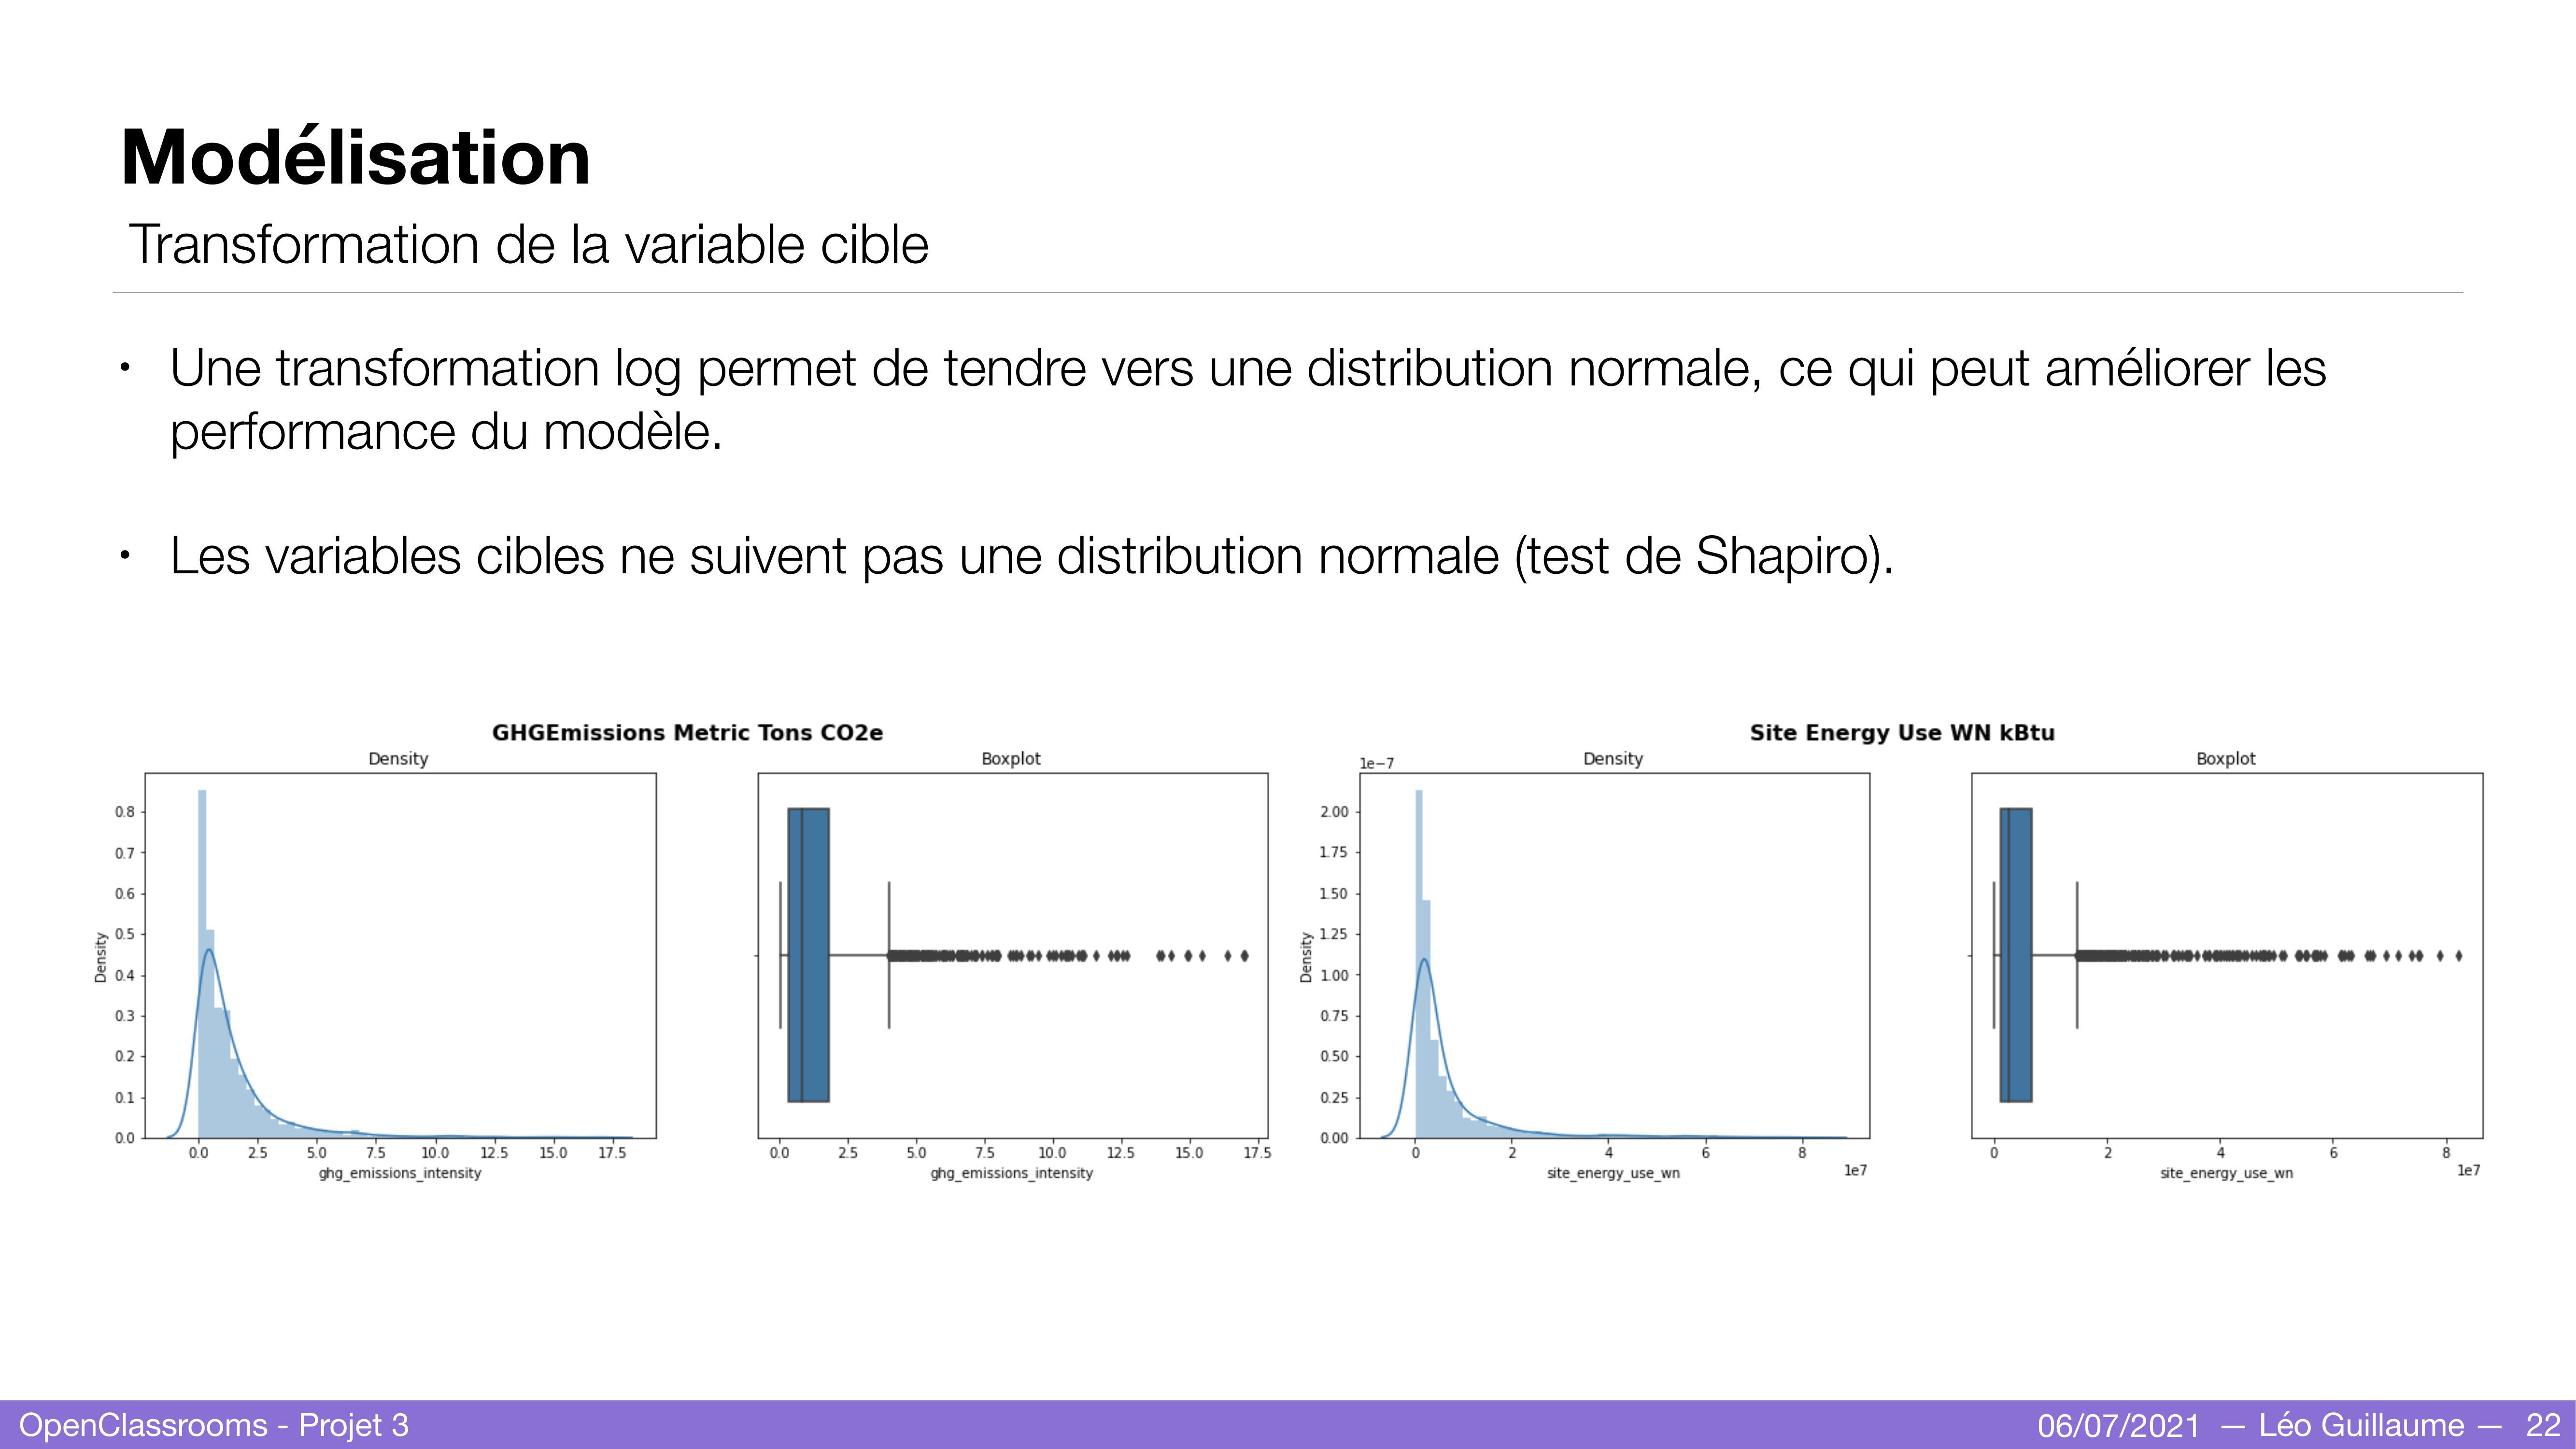 Modélisation
Transformation de la variable cible
• Une transformation log permet de tendre vers une distribution normale, ce qui peut améliorer les
performance du modèle.
• Les variables cibles ne suivent pas une distribution normale (test de Shapiro).
GHGEmissions Metric Tons CO2e
Density
Density
0.8
0.7
0.6
0.5
0.4
0.3
0.2
0.1
0.0
0.0 2.5 5.0 7.5 10.0 12.5 15.0 17.5
ghg_emissions_intensity
Boxplot
0.0 2.5 5.0 7.5 10.0 12.5 15.0 17.5
ghg_emissions_intensity
Site Energy Use WN kBtu
Density
1e−7
Density
2.00
1.75
1.50
1.25
1.00
0.75
0.50
0.25
0.00
0 2 4 6 8
1e7
site_energy_use_wn
Boxplot
0 2 4 6 8
1e7
site_energy_use_wn
OpenClassrooms - Projet 3
06/07/2021 — Léo Guillaume — 22